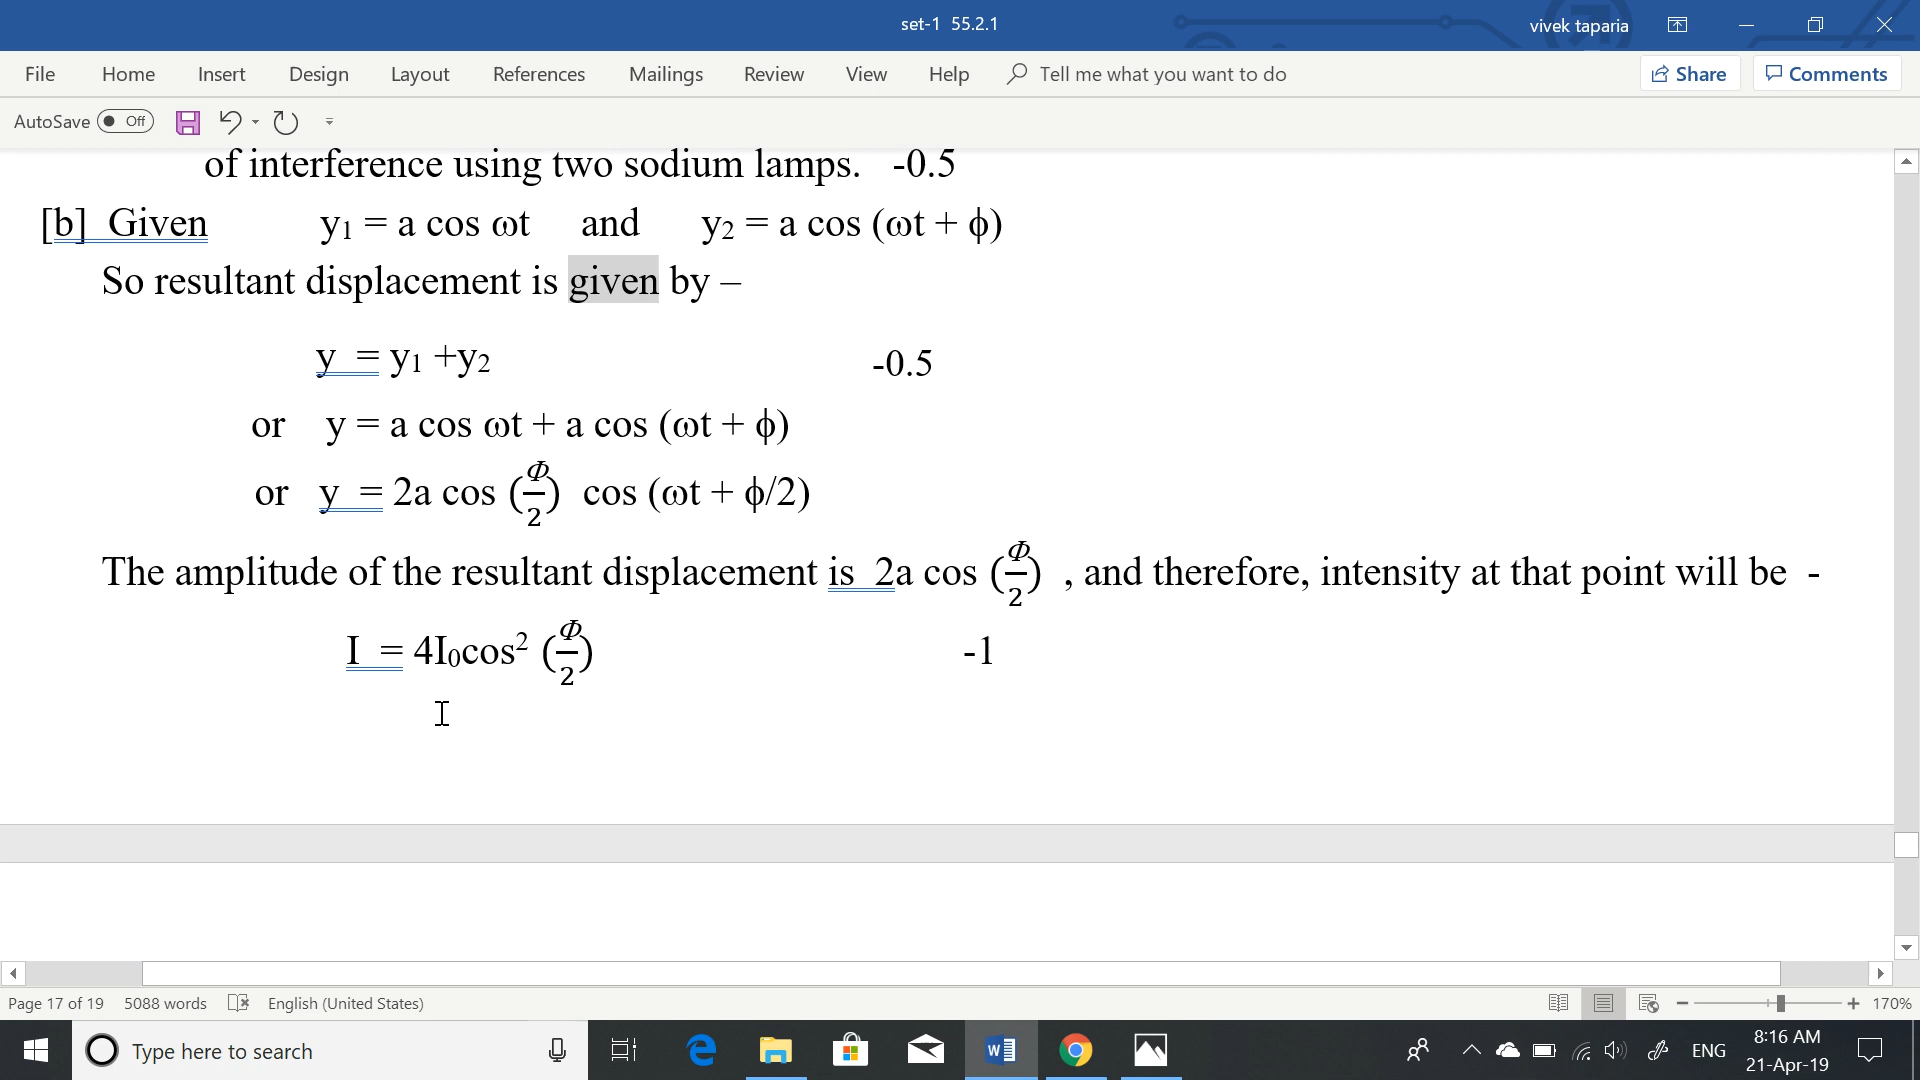 set-1 55.2.1
vivek taparia
File Home Insert Design Layout References Mailings Review View Help Tell me what you want to do
Share Comments
AutoSave Off
of interference using two sodium lamps. -0.5
[b] Given y₁ = a cos ωt and y₂ = a cos (ωt + ϕ)
So resultant displacement is given by –
y = y₁ +y₂ -0.5
or y = a cos ωt + a cos (ωt + ϕ)
or y = 2a cos (Φ/2) cos (ωt + ϕ/2)
The amplitude of the resultant displacement is 2a cos (Φ/2) , and therefore, intensity at that point will be -
I = 4I₀cos² (Φ/2) -1
Page 17 of 19 5088 words English (United States) 170%
Type here to search
ENG
8:16 AM
21-Apr-19